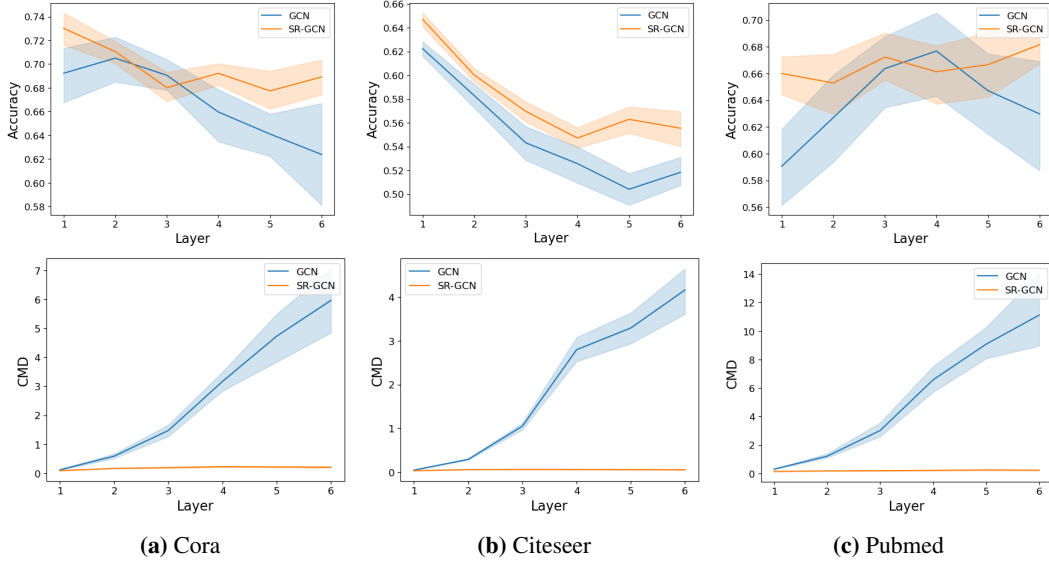 0.74
0.72
0.70
0.68
0.66
0.64
0.62
0.60
0.58
Accuracy
1 2 3 4 5 6
Layer
GCN
SR-GCN
0.66
0.64
0.62
0.60
0.58
0.56
0.54
0.52
0.50
Accuracy
1 2 3 4 5 6
Layer
GCN
SR-GCN
0.70
0.68
0.66
0.64
0.62
0.60
0.58
0.56
Accuracy
1 2 3 4 5 6
Layer
GCN
SR-GCN
7
6
5
4
3
2
1
0
CMD
1 2 3 4 5 6
Layer
GCN
SR-GCN
4
3
2
1
0
CMD
1 2 3 4 5 6
Layer
GCN
SR-GCN
14
12
10
8
6
4
2
0
CMD
1 2 3 4 5 6
Layer
GCN
SR-GCN
(a) Cora
(b) Citeseer
(c) Pubmed